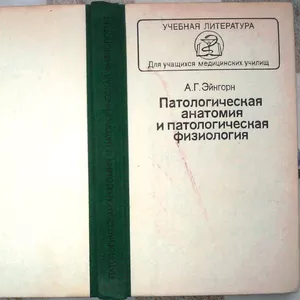 УЧЕБНАЯ ЛИТЕРАТУРА
Для учащихся медицинских училищ
А.Г.Эйнгорн
Патологическая
анатомия
и патологическая
физиология